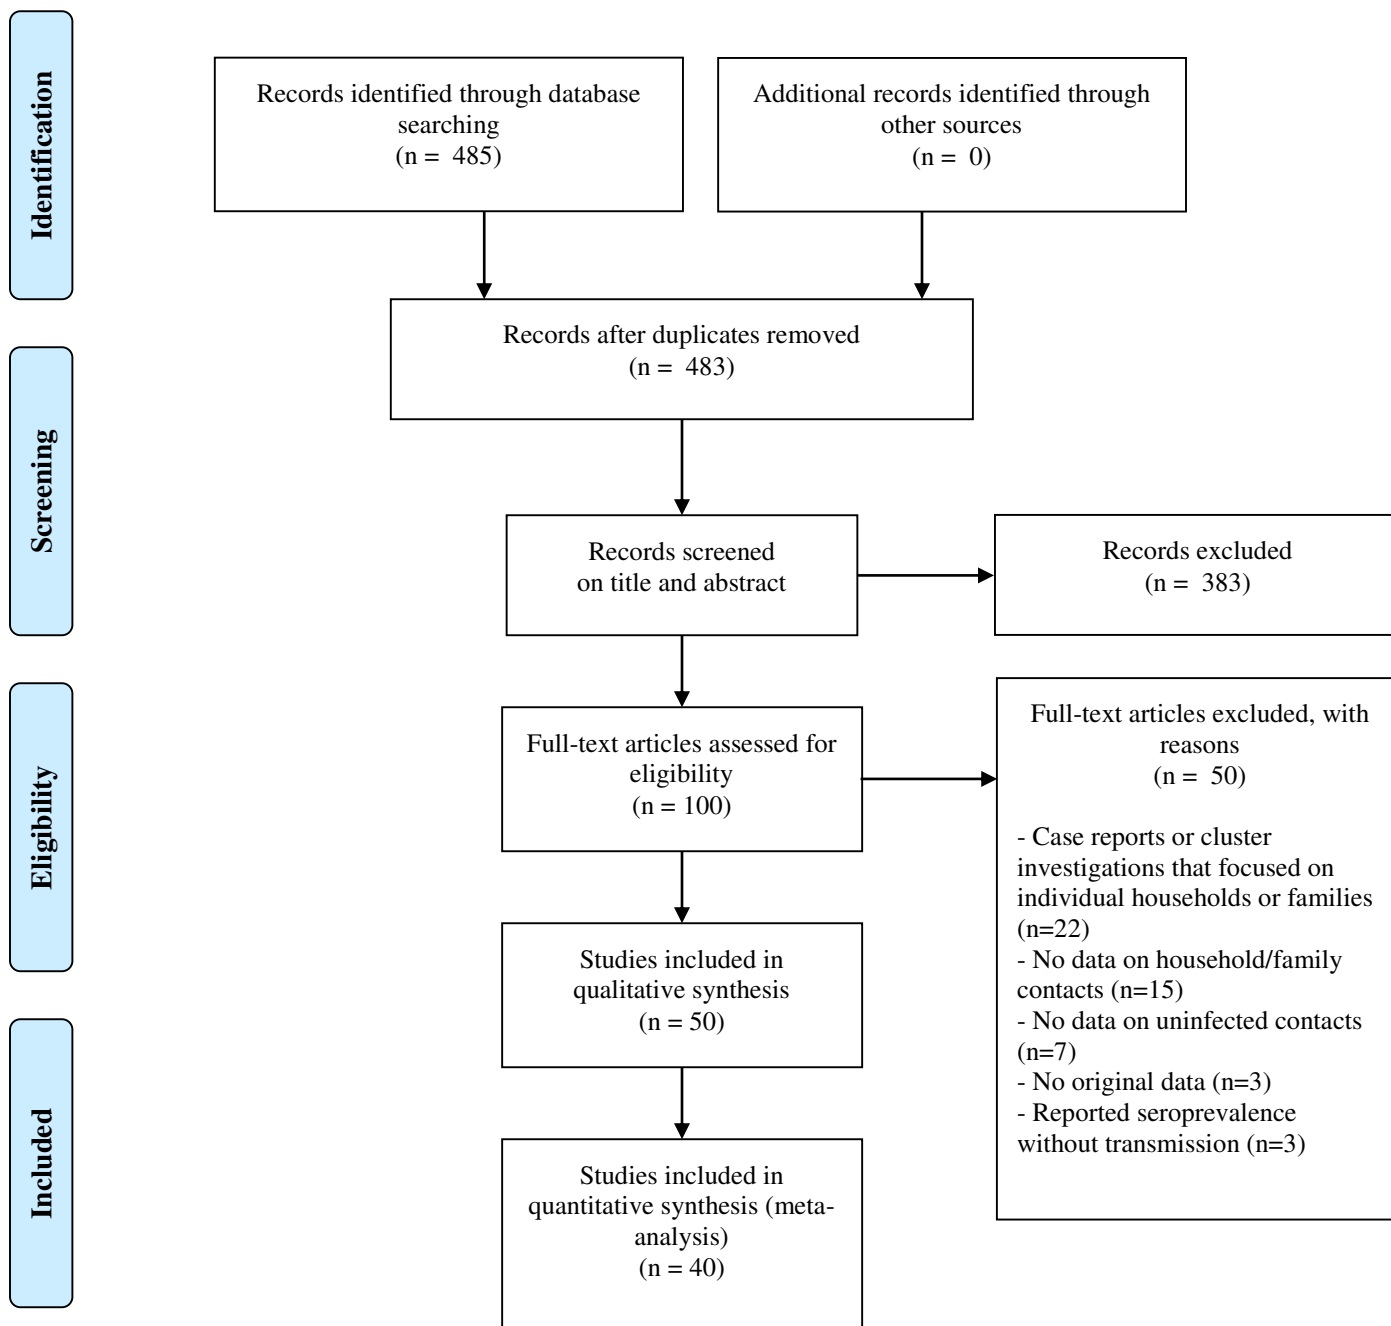 Identification
Records identified through database
searching
(n = 485)
Additional records identified through
other sources
(n = 0)
Records after duplicates removed
(n = 483)
Screening
Records screened
on title and abstract
Records excluded
(n = 383)
Eligibility
Full-text articles assessed for
eligibility
(n = 100)
Full-text articles excluded, with
reasons
(n = 50)
- Case reports or cluster
investigations that focused on
individual households or families
(n=22)
- No data on household/family
contacts (n=15)
- No data on uninfected contacts
(n=7)
- No original data (n=3)
- Reported seroprevalence
without transmission (n=3)
Studies included in
qualitative synthesis
(n = 50)
Included
Studies included in
quantitative synthesis (meta-
analysis)
(n = 40)